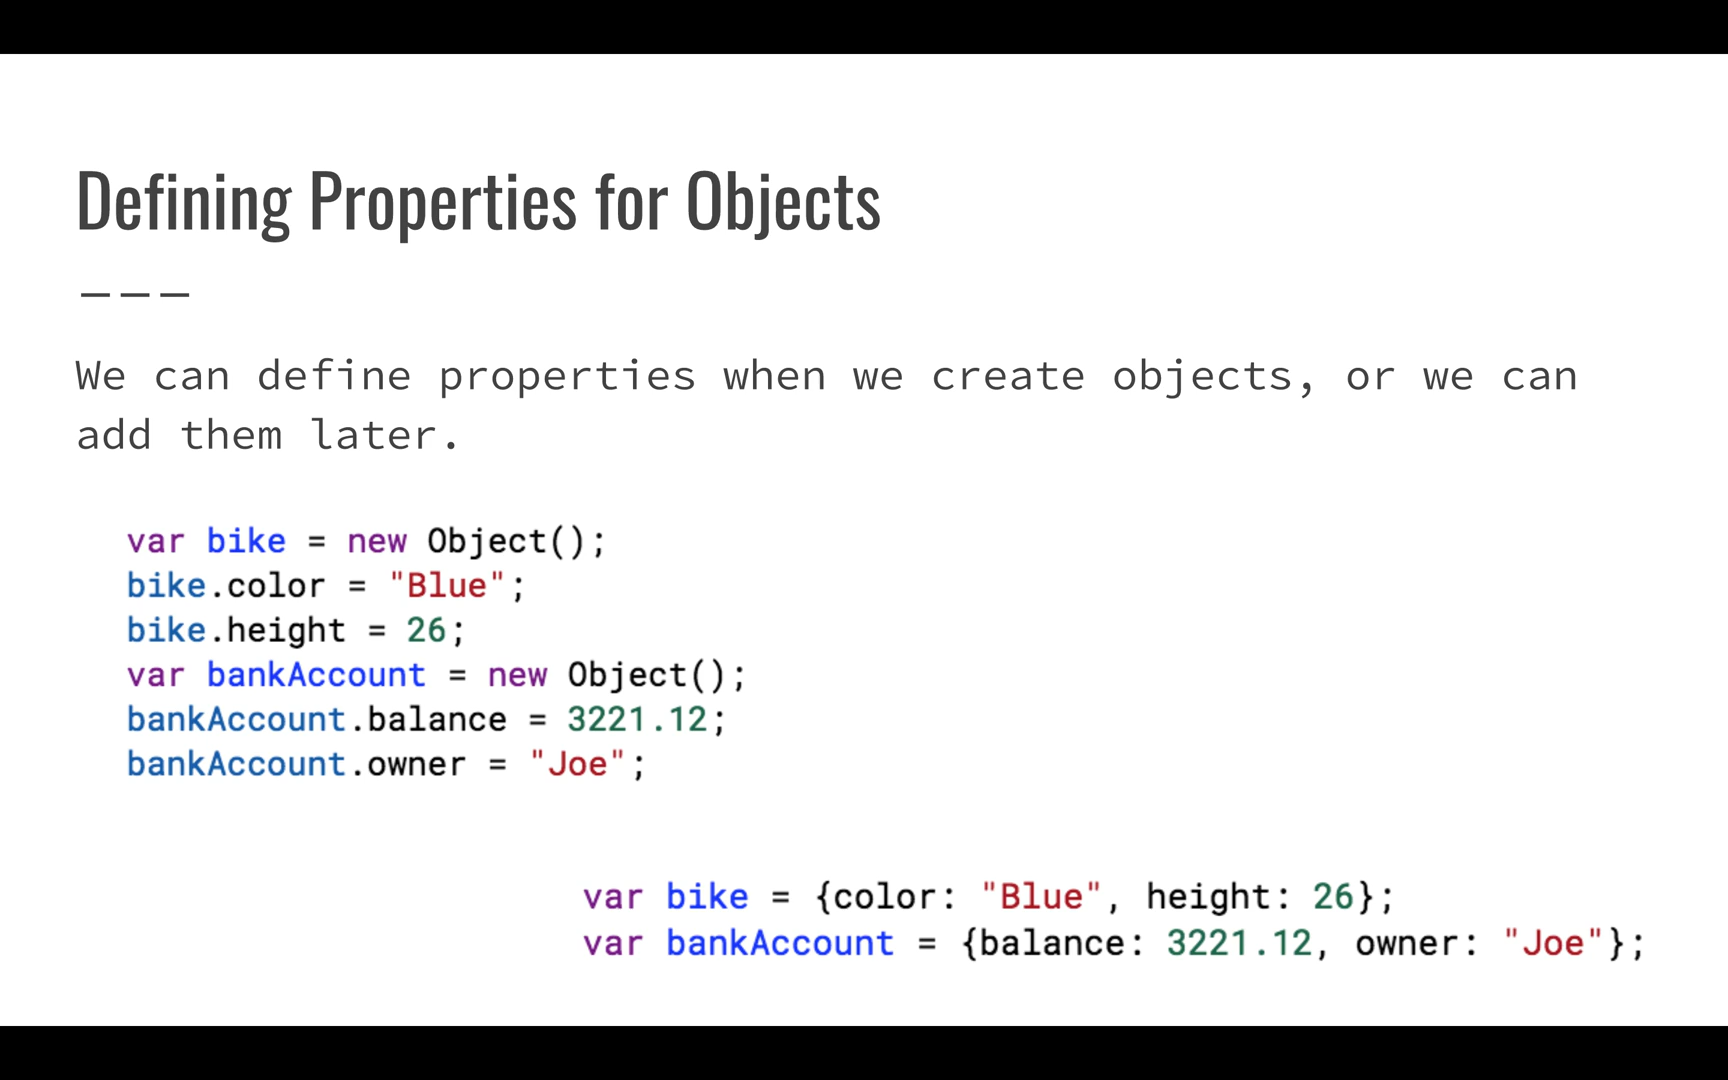 Defining Properties for Objects
———
We can define properties when we create objects, or we can
add them later.
var bike = new Object();
bike.color = "Blue";
bike.height = 26;
var bankAccount = new Object();
bankAccount.balance = 3221.12;
bankAccount.owner = "Joe";
var bike = {color: "Blue", height: 26};
var bankAccount = {balance: 3221.12, owner: "Joe"};